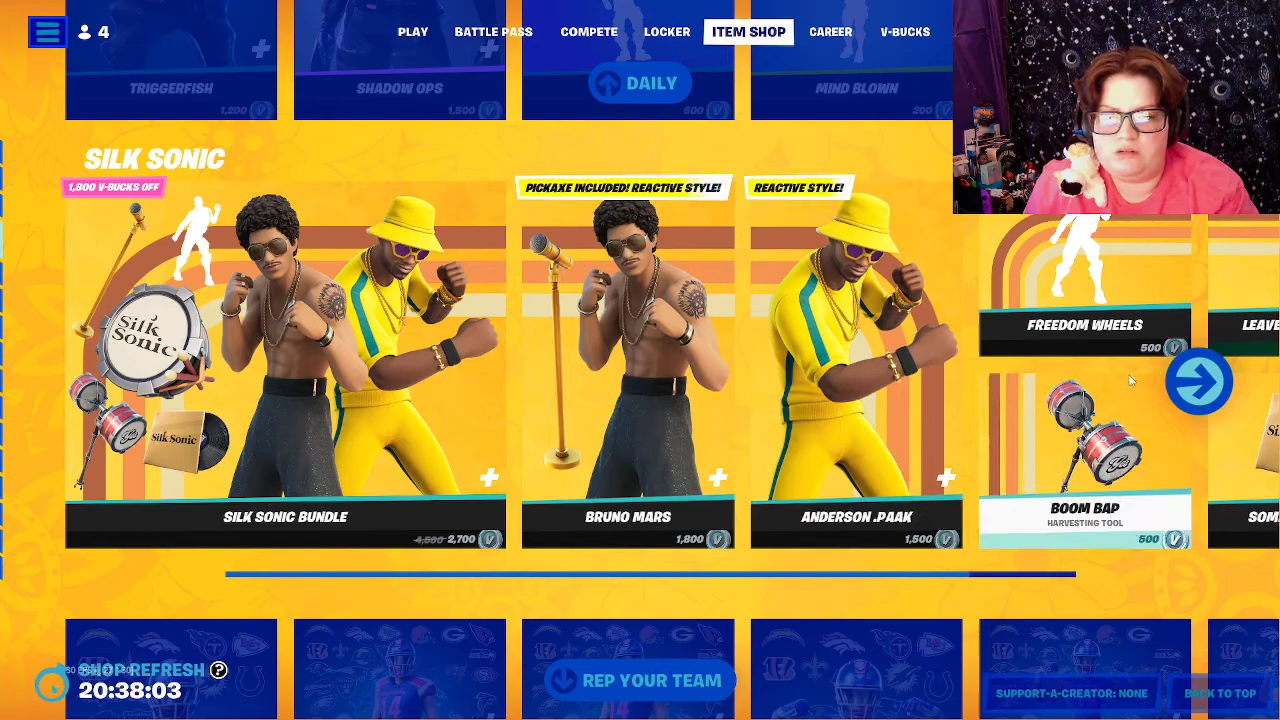 4
PLAY
BATTLE PASS
COMPETE
LOCKER
ITEM SHOP
CAREER
V-BUCKS
TRIGGERFISH
1,200
SHADOW OPS
1,500
DAILY
500
MIND BLOWN
200
SILK SONIC
1,800 V-BUCKS OFF
Silk
Sonic
Silk Sonic
SILK SONIC BUNDLE
4,500 2,700
PICKAXE INCLUDED! REACTIVE STYLE!
BRUNO MARS
1,800
REACTIVE STYLE!
ANDERSON .PAAK
1,500
FREEDOM WHEELS
500
BOOM BAP
HARVESTING TOOL
500
LEAVE
SOM
SHOP REFRESH ?
20:38:03
REP YOUR TEAM
SUPPORT-A-CREATOR: NONE
BACK TO TOP